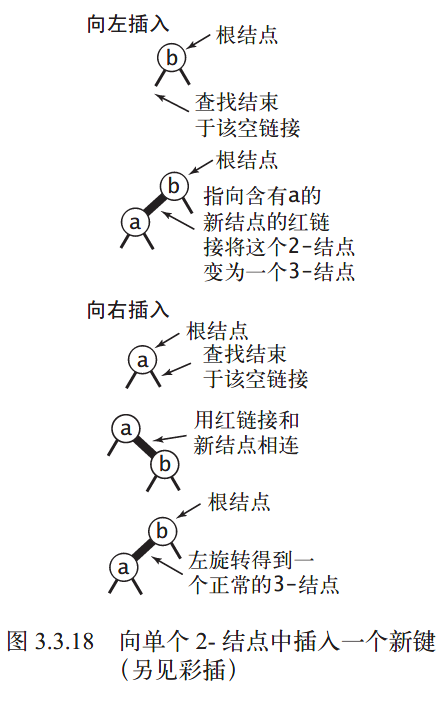 向左插入
根结点
b
查找结束
于该空链接
根结点
b
指向含有a的
a
新结点的红链
接将这个2-结点
变为一个3-结点
向右插入
根结点
a
查找结束
于该空链接
a
用红链接和
新结点相连
b
根结点
b
a
左旋转得到一
个正常的3-结点
图 3.3.18 向单个 2- 结点中插入一个新键
（另见彩插）